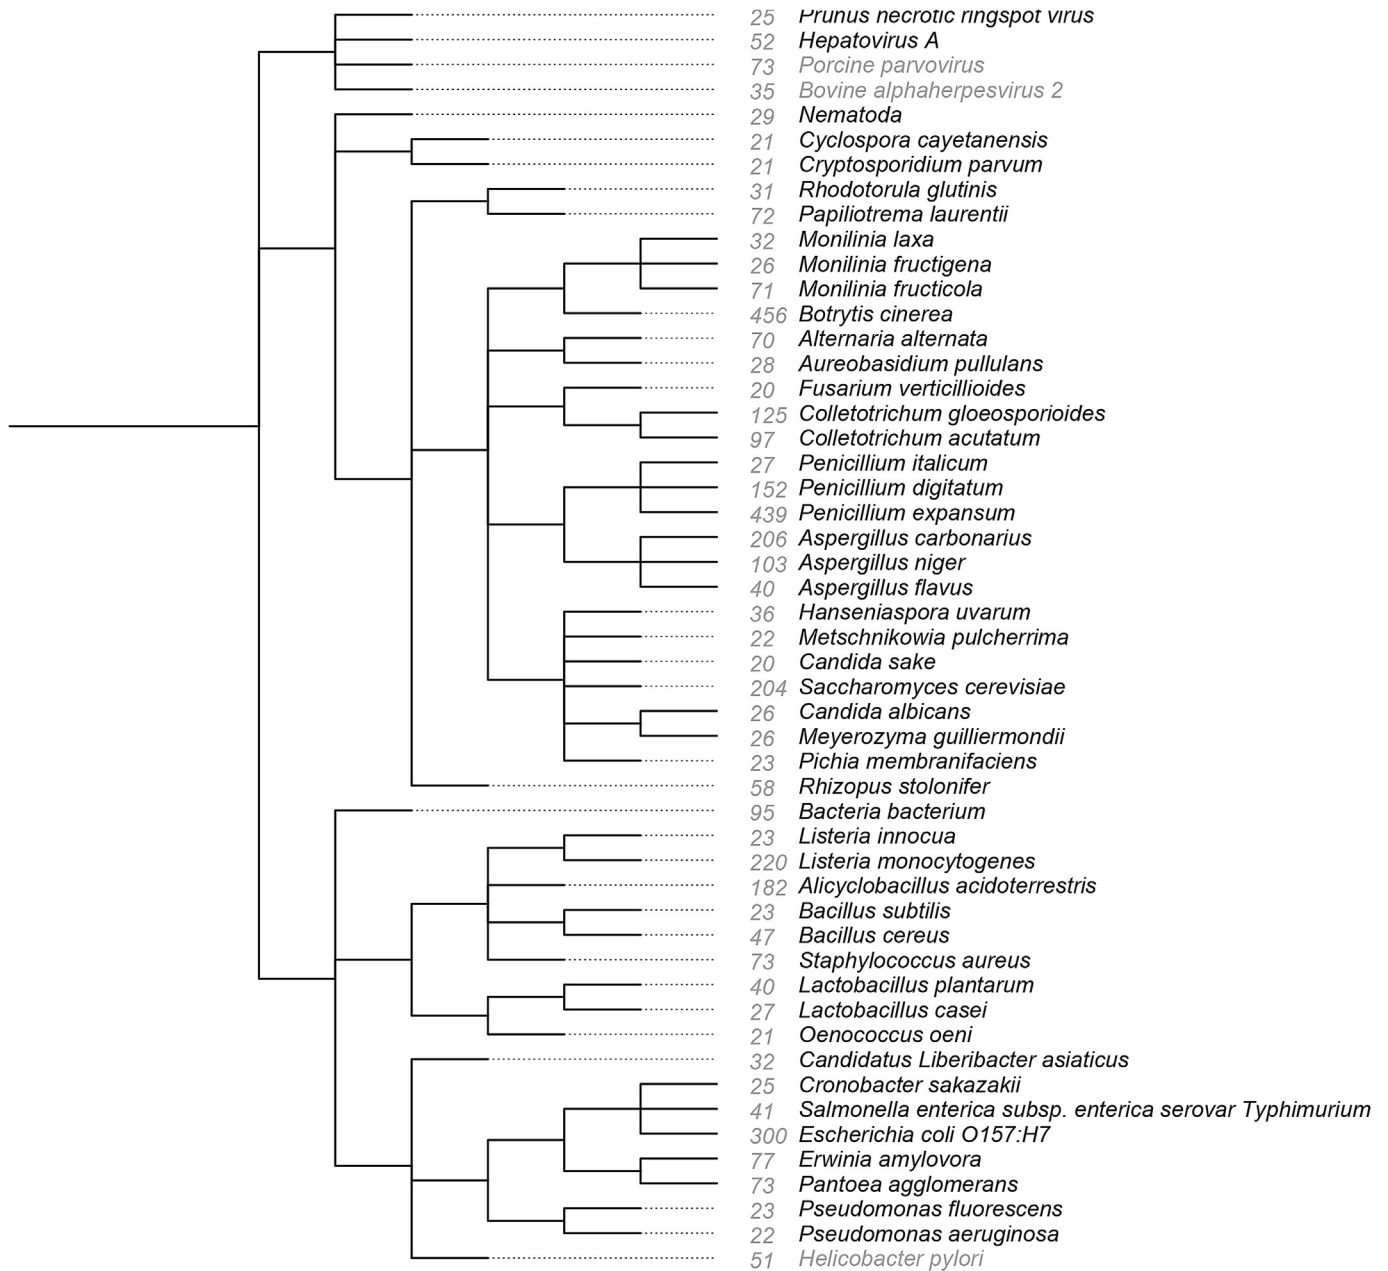 25 Prunus necrotic ringspot virus
52 Hepatovirus A
73 Porcine parvovirus
35 Bovine alphaherpesvirus 2
29 Nematoda
21 Cyclospora cayetanensis
21 Cryptosporidium parvum
31 Rhodotorula glutinis
72 Papiliotrema laurentii
32 Monilinia laxa
26 Monilinia fructigena
71 Monilinia fructicola
456 Botrytis cinerea
70 Alternaria alternata
28 Aureobasidium pullulans
20 Fusarium verticillioides
125 Colletotrichum gloeosporioides
97 Colletotrichum acutatum
27 Penicillium italicum
152 Penicillium digitatum
439 Penicillium expansum
206 Aspergillus carbonarius
103 Aspergillus niger
40 Aspergillus flavus
36 Hanseniaspora uvarum
22 Metschnikowia pulcherrima
20 Candida sake
204 Saccharomyces cerevisiae
26 Candida albicans
26 Meyerozyma guilliermondii
23 Pichia membranifaciens
58 Rhizopus stolonifer
95 Bacteria bacterium
23 Listeria innocua
220 Listeria monocytogenes
182 Alicyclobacillus acidoterrestris
23 Bacillus subtilis
47 Bacillus cereus
73 Staphylococcus aureus
40 Lactobacillus plantarum
27 Lactobacillus casei
21 Oenococcus oeni
32 Candidatus Liberibacter asiaticus
25 Cronobacter sakazakii
41 Salmonella enterica subsp. enterica serovar Typhimurium
300 Escherichia coli O157:H7
77 Erwinia amylovora
73 Pantoea agglomerans
23 Pseudomonas fluorescens
22 Pseudomonas aeruginosa
51 Helicobacter pylori